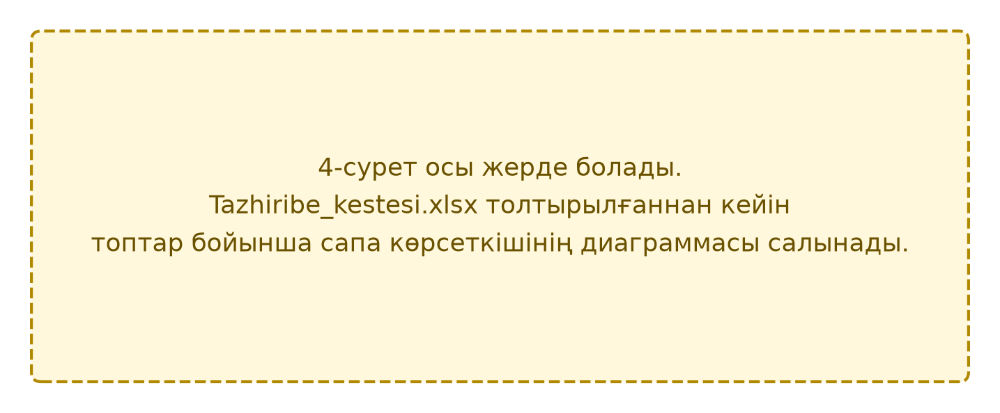 4-сурет осы жерде болады.
Tazhiribe_kestesi.xlsx толтырылғаннан кейін
топтар бойынша сапа көрсеткішінің диаграммасы салынады.